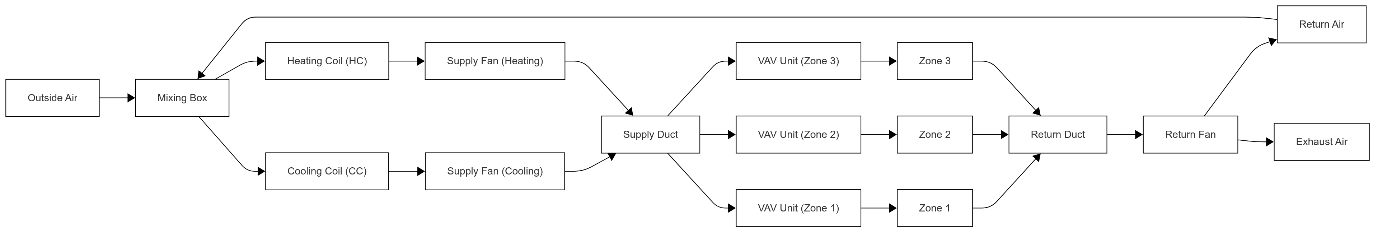 Return Air
Heating Coil (HC)
Supply Fan (Heating)
VAV Unit (Zone 3)
Zone 3
Outside Air
Mixing Box
Supply Duct
VAV Unit (Zone 2)
Zone 2
Return Duct
Return Fan
Exhaust Air
Cooling Coil (CC)
Supply Fan (Cooling)
VAV Unit (Zone 1)
Zone 1